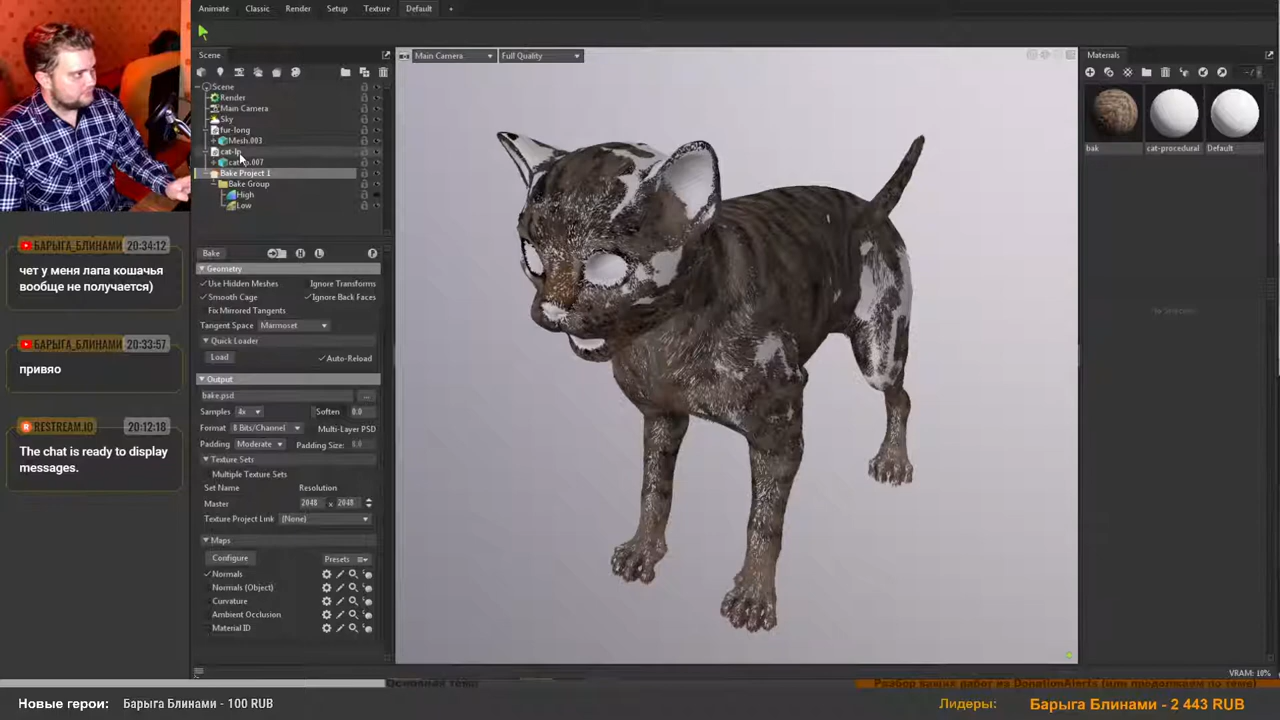 Animate Classic Render Setup Texture Default +
Scene
Main Camera Full Quality
Materials
Scene
Render
Main Camera
Sky
fur-long
Mesh.003
Bake Project 1
Bake Group
High
Low
bak cat-procedural Default
БАРЫГА_БЛИНАМИ 20:34:12
чет у меня лапа кошачья
вообще не получается)
БАРЫГА_БЛИНАМИ 20:33:57
привяо
RESTREAM.IO 20:12:18
The chat is ready to display
messages.
Bake
Geometry
Use Hidden Meshes Ignore Transforms
Smooth Cage Ignore Back Faces
Fix Mirrored Tangents
Tangent Space Marmoset
Quick Loader
Load Auto-Reload
Output
bake.psd ...
Samples 4x Soften 0.0
Format 8 Bits/Channel Multi-Layer PSD
Padding Moderate Padding Size: 0.0
Texture Sets
Multiple Texture Sets
Set Name Resolution
Master 2048 x 2048
Texture Project Link (None)
Maps
Configure Presets
Normals
Normals (Object)
Curvature
Ambient Occlusion
Material ID
VRAM: 10%
Новые герои: Барыга Блинами - 100 RUB
Лидеры: Барыга Блинами - 2 443 RUB